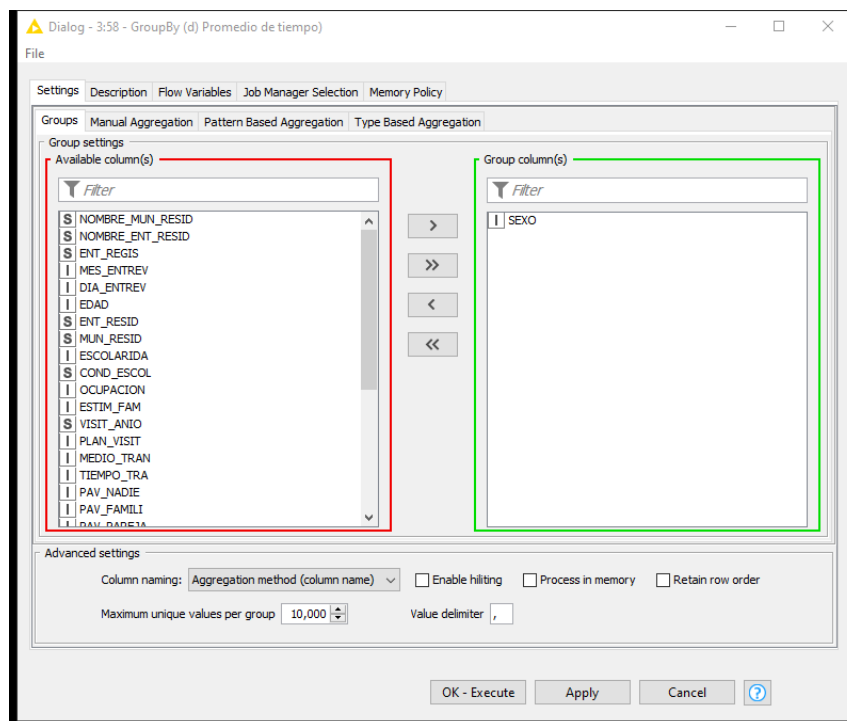 Dialog - 3:58 - GroupBy (d) Promedio de tiempo)
File
Settings Description Flow Variables Job Manager Selection Memory Policy
Groups Manual Aggregation Pattern Based Aggregation Type Based Aggregation
Group settings
Available column(s)
Filter
S NOMBRE_MUN_RESID
S NOMBRE_ENT_RESID
S ENT_REGIS
I MES_ENTREV
I DIA_ENTREV
I EDAD
S ENT_RESID
S MUN_RESID
I ESCOLARIDA
S COND_ESCOL
I OCUPACION
I ESTIM_FAM
S VISIT_ANIO
I PLAN_VISIT
I MEDIO_TRAN
I TIEMPO_TRA
I PAV_NADIE
I PAV_FAMILI
I PAV_PAREJA
>
>>
<
<<
Group column(s)
Filter
I SEXO
Advanced settings
Column naming: Aggregation method (column name) Enable hiliting Process in memory Retain row order
Maximum unique values per group 10,000 Value delimiter ,
OK - Execute Apply Cancel ?